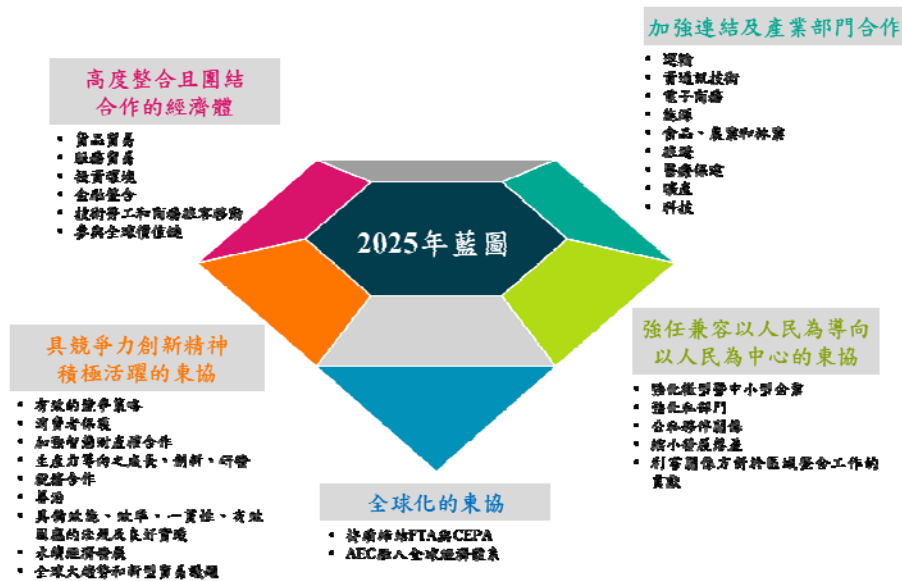 高度整合且團結
合作的經濟體
貨品貿易
服務貿易
投資環境
金融整合
技術勞工和商務旅客移動
參與全球價值鏈
加強連結及產業部門合作
運輸
資通訊技術
電子商務
能源
食品、農業和林業
旅遊
醫療保健
礦產
科技
2025年藍圖
具競爭力創新精神
積極活躍的東協
有效的競爭策略
消費者保護
加強智慧財產權合作
生產力導向之成長、創新、研發
稅務合作
善治
具備效能、效率、一貫性、有效
回應的法規及良好實踐
永續經濟發展
全球大趨勢和新型貿易議題
強任兼容以人民為導向
以人民為中心的東協
強化微型暨中小型企業
強化私部門
公私夥伴關係
縮小發展落差
利害關係方對於區域整合工作的
貢獻
全球化的東協
持續締結FTA與CEPA
AEC融入全球經濟體系